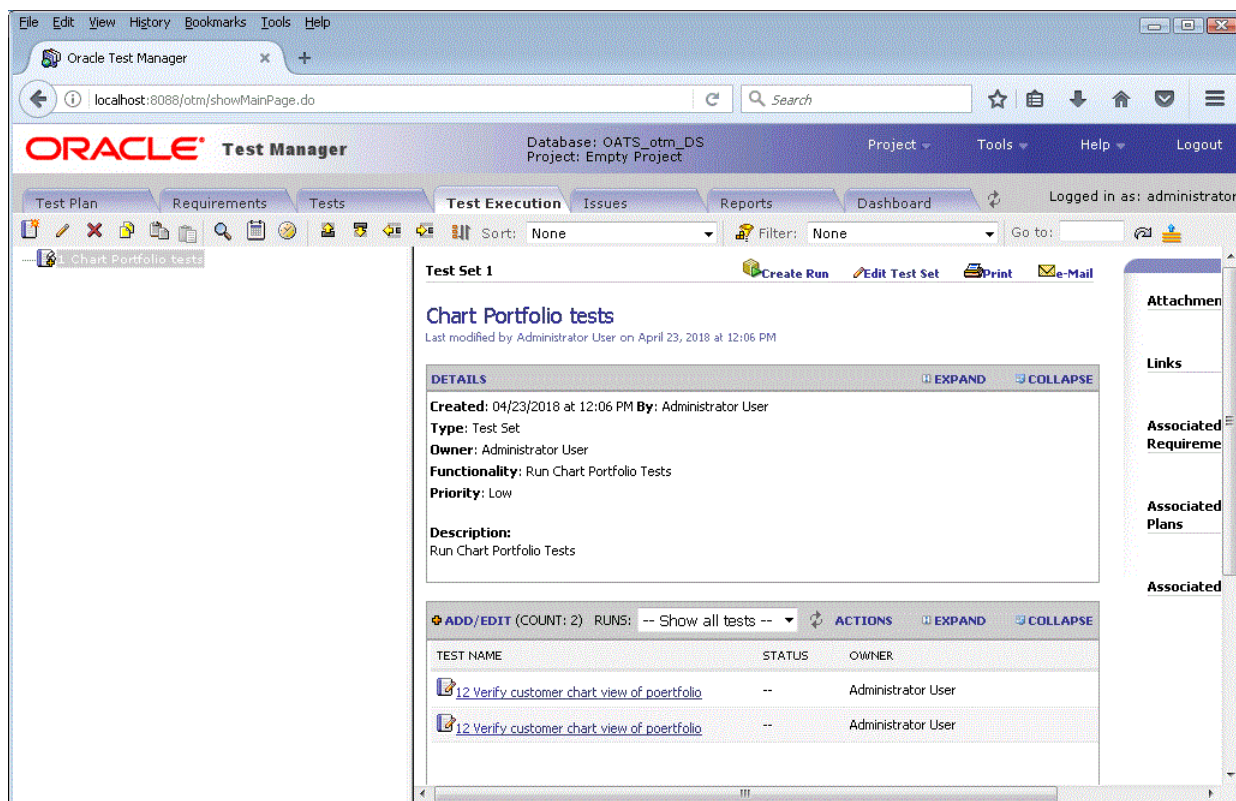 File Edit View History Bookmarks Tools Help
Oracle Test Manager
localhost:8088/otm/showMainPage.do
Search
ORACLE Test Manager
Database: OATS_otm_DS
Project: Empty Project
Project Tools Help Logout
Test Plan Requirements Tests Test Execution Issues Reports Dashboard
Logged in as: administrator
Sort: None Filter: None Go to:
1 Chart Portfolio tests
Test Set 1 Create Run Edit Test Set Print e-Mail
Chart Portfolio tests
Last modified by Administrator User on April 23, 2018 at 12:06 PM
DETAILS EXPAND COLLAPSE
Created: 04/23/2018 at 12:06 PM By: Administrator User
Type: Test Set
Owner: Administrator User
Functionality: Run Chart Portfolio Tests
Priority: Low
Description:
Run Chart Portfolio Tests
ADD/EDIT (COUNT: 2) RUNS: -- Show all tests -- ACTIONS EXPAND COLLAPSE
TEST NAME STATUS OWNER
12 Verify customer chart view of poertfolio -- Administrator User
12 Verify customer chart view of poertfolio -- Administrator User
Attachmen
Links
Associated
Requireme
Associated
Plans
Associated